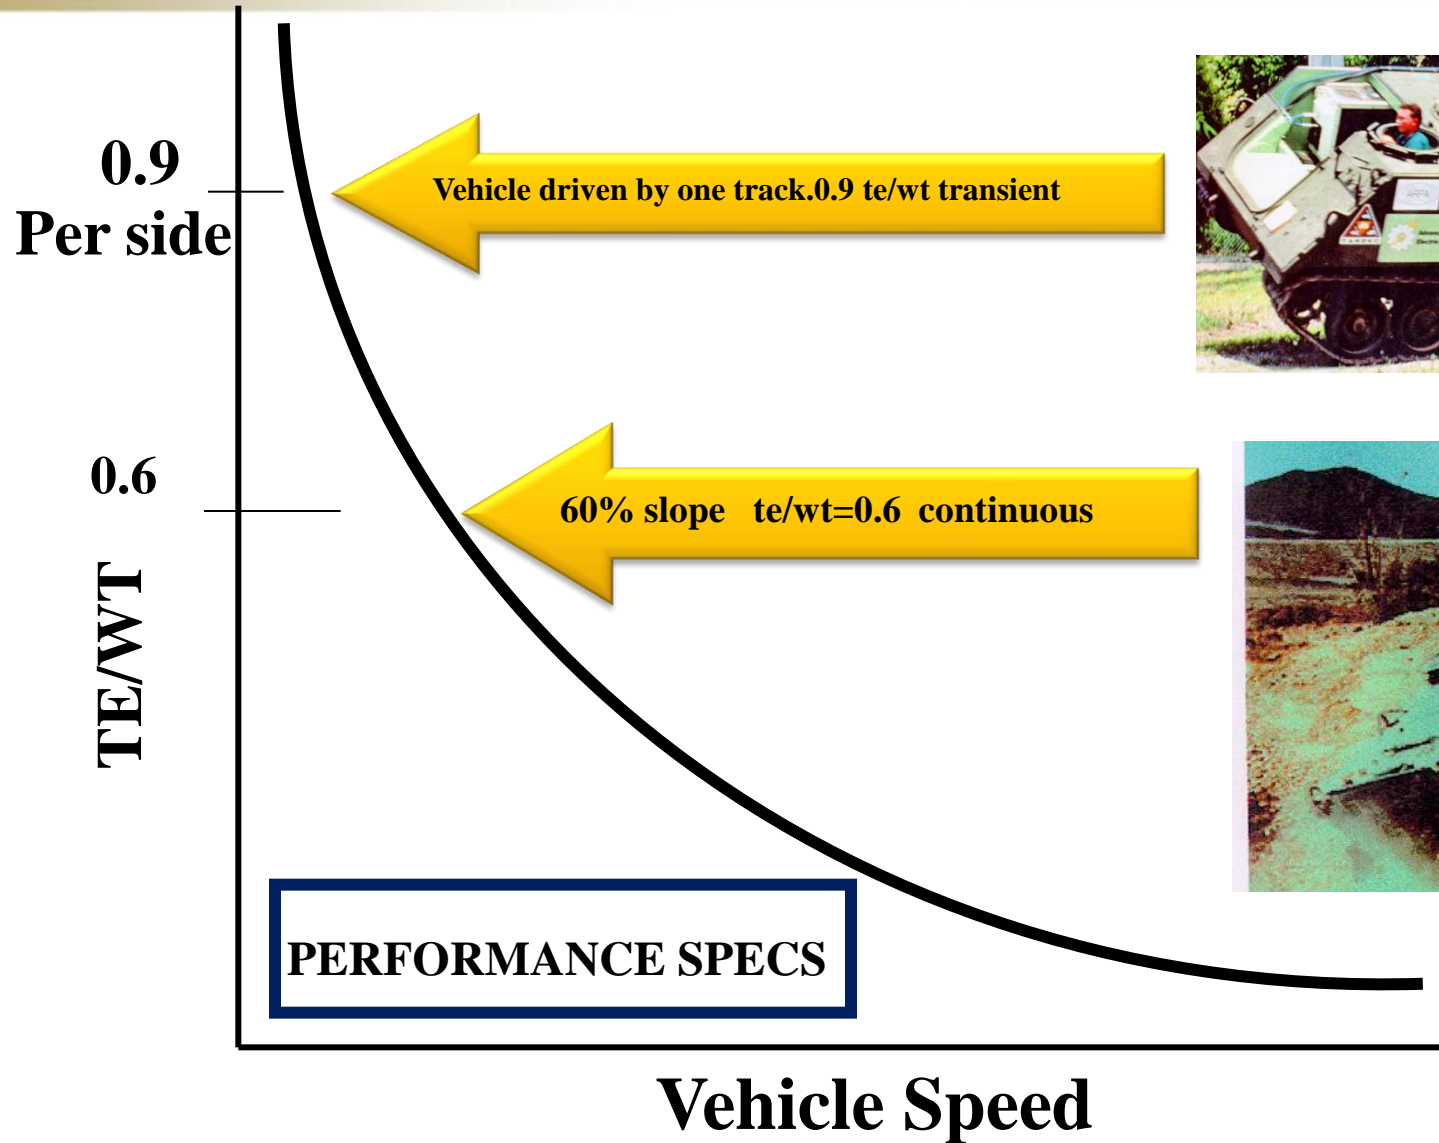 0.9
Per side
Vehicle driven by one track.0.9 te/wt transient
TARDEC
0.6
60% slope te/wt=0.6 continuous
TE/WT
PERFORMANCE SPECS
Vehicle Speed